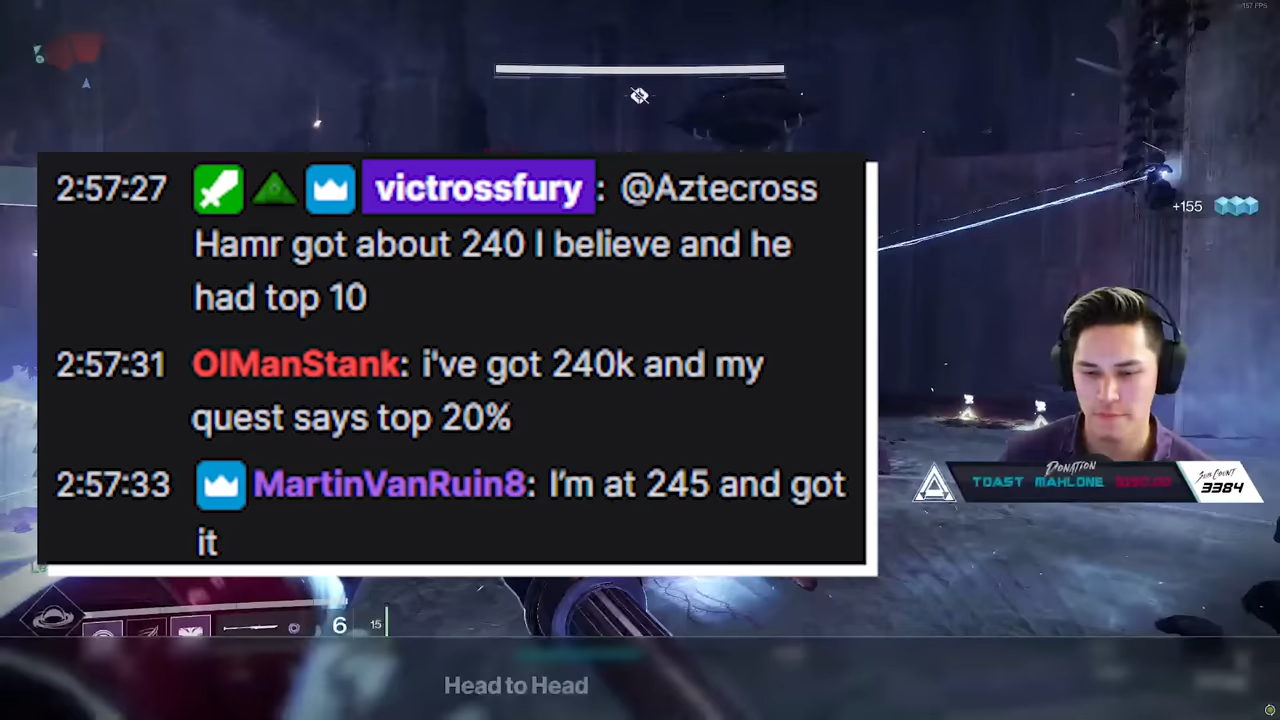 157 FPS
2:57:27 victrossfury: @Aztecross
Hamr got about 240 I believe and he
had top 10
2:57:31 OlManStank: i've got 240k and my
quest says top 20%
2:57:33 MartinVanRuin8: I'm at 245 and got
it
+155
DONATION
TOAST MAHLONE
SUB COUNT
3384
6
15
Head to Head